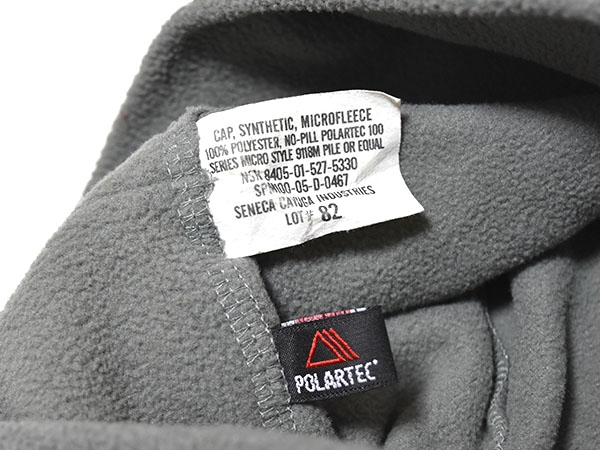 CAP, SYNTHETIC, MICROFLEECE
100% POLYESTER, NO-PILL POLARTEC 100
SERIES MICRO STYLE 9118M PILE OR EQUAL
NSN 8405-01-527-5330
SPM100-05-D-0467
SENECA CAYUGA INDUSTRIES
LOT# 82
POLARTEC®